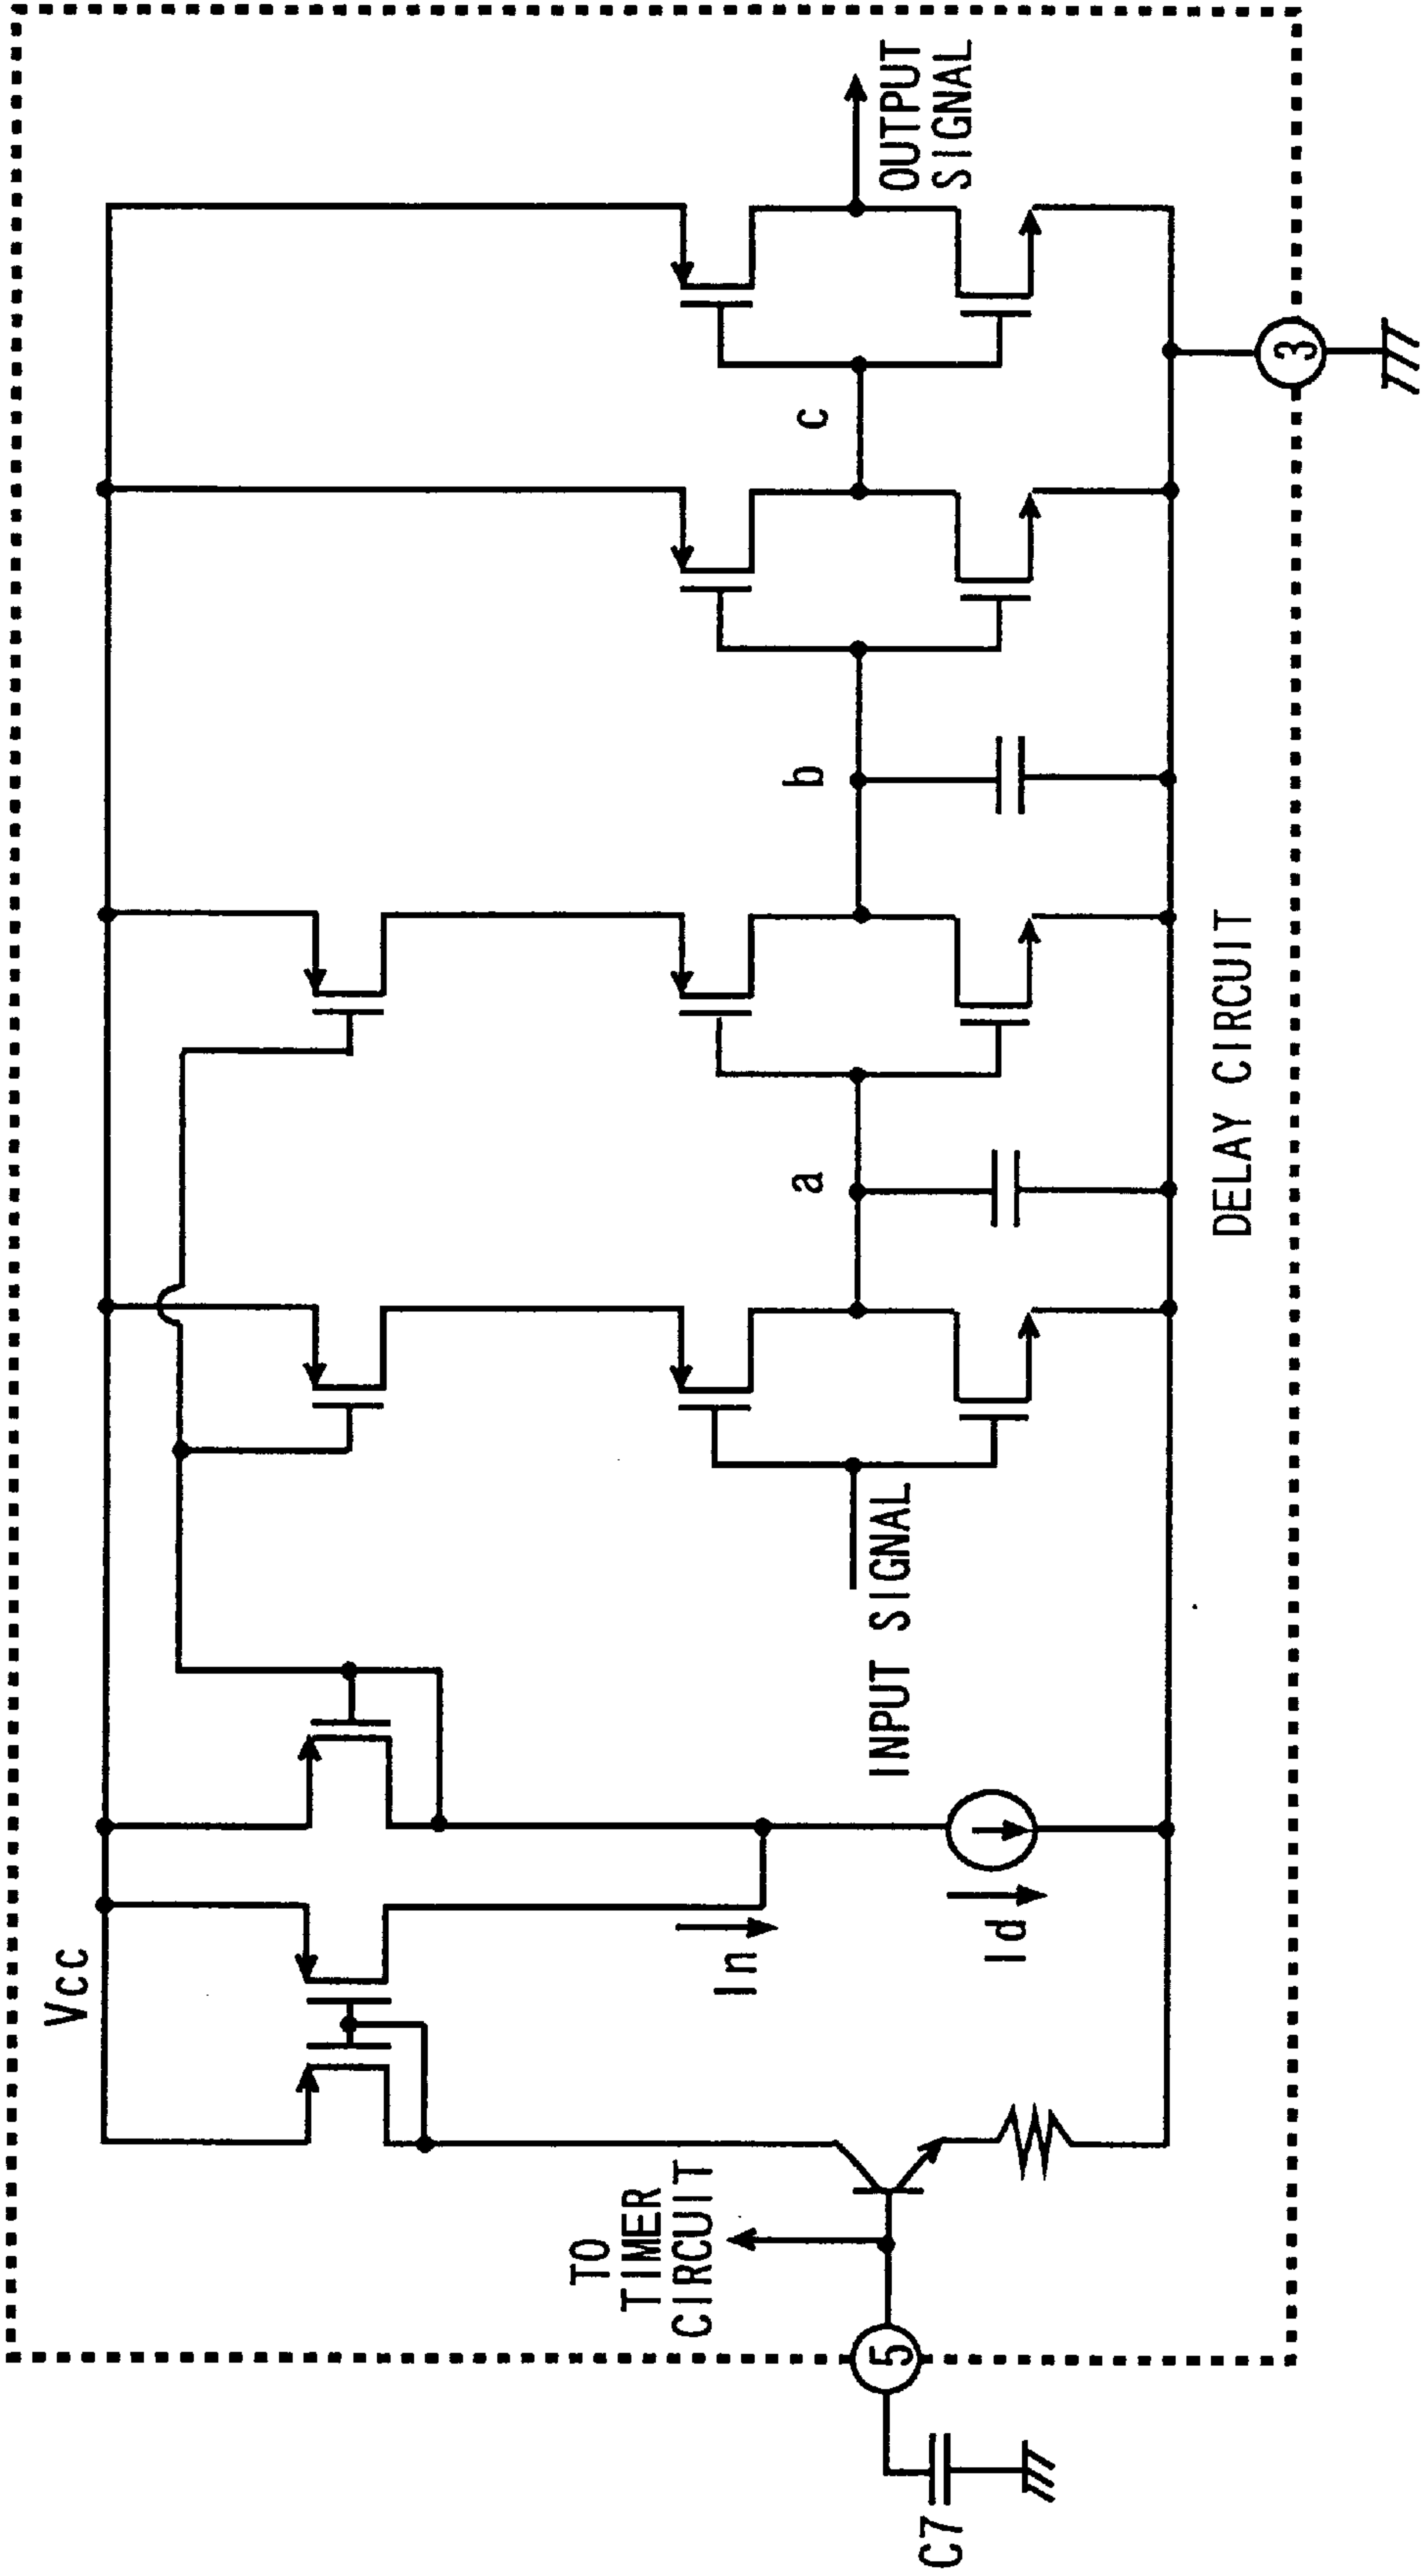 Vcc
TO
TIMER
CIRCUIT
In
Id
INPUT SIGNAL
a
b
c
OUTPUT
SIGNAL
C7
5
3
DELAY CIRCUIT